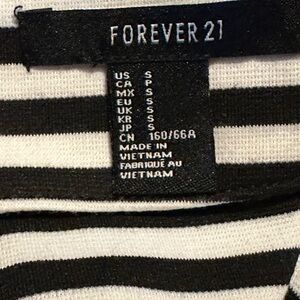 FOREVER 21
US S
CA P
MX S
EU S
UK S
KR S
JP S
CN 160/66A
MADE IN
VIETNAM
FABRIQUÉ AU
VIETNAM